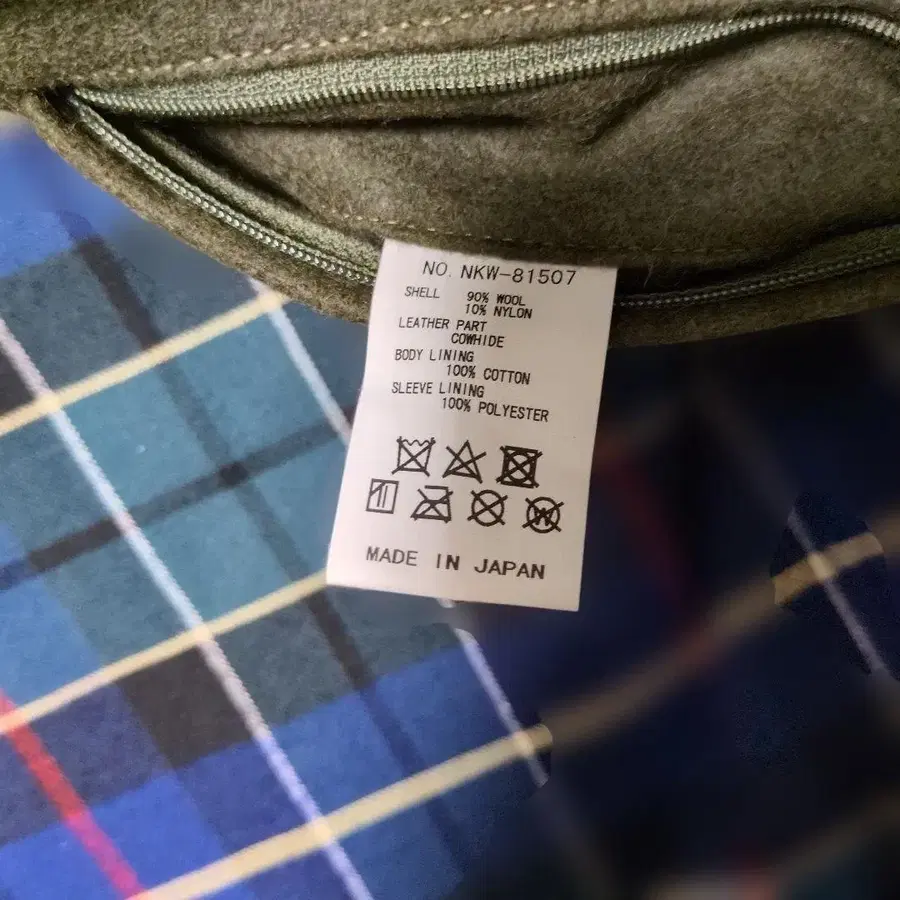 NO. NKW-81507
SHELL 90% WOOL
10% NYLON
LEATHER PART
COWHIDE
BODY LINING
100% COTTON
SLEEVE LINING
100% POLYESTER
W
MADE IN JAPAN